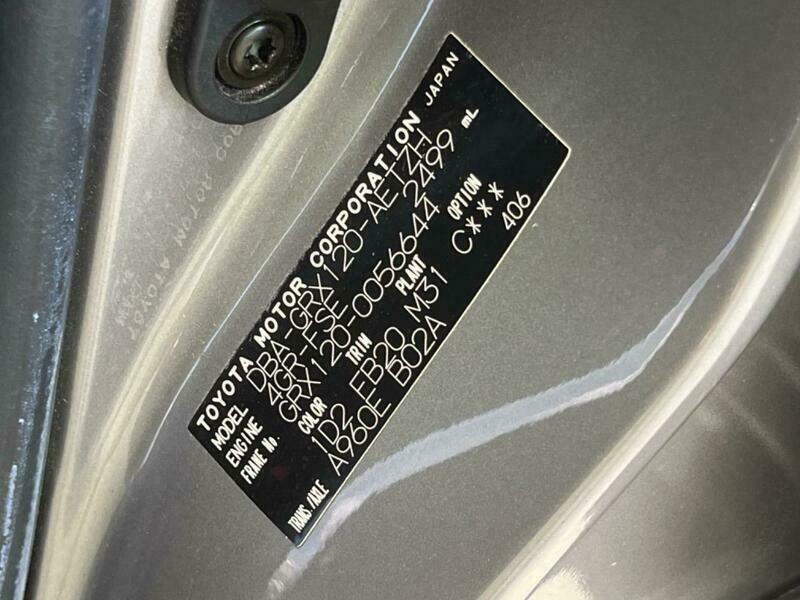 TOYOTA MOTOR CORPORATION JAPAN
MODEL DBA-GRX120-AETZH
ENGINE 4GR-FSE 2499 mL
FRAME No. GRX120-0056644
COLOR TRIM PLANT OPTION
1D2 FB20 M31 C***
TRANS./AXLE A960E B02A 406